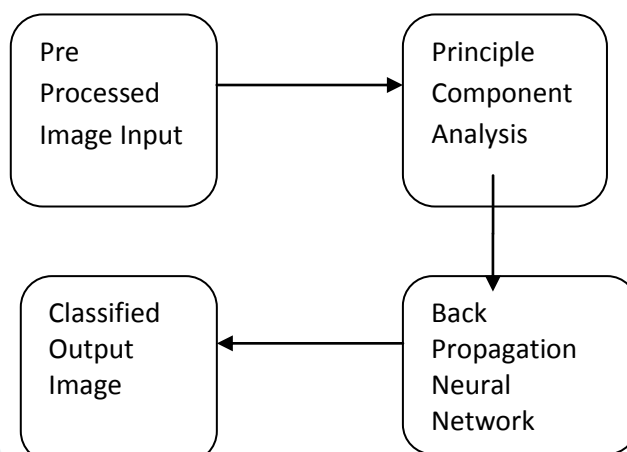 Pre
Processed
Image Input
Principle
Component
Analysis
Back
Propagation
Neural
Network
Classified
Output
Image